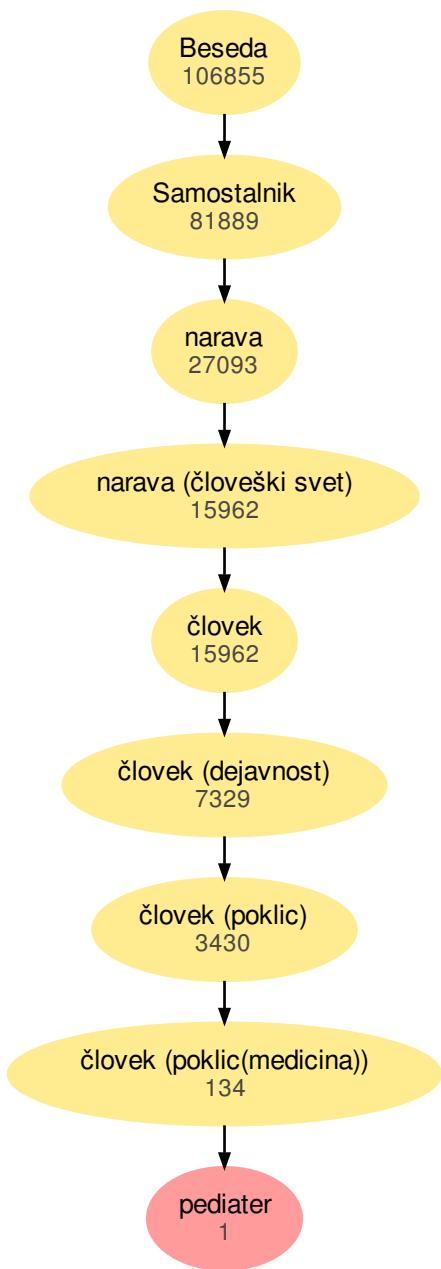 Beseda
106855
Samostalnik
81889
narava
27093
narava (človeški svet)
15962
človek
15962
človek (dejavnost)
7329
človek (poklic)
3430
človek (poklic(medicina))
134
pediater
1